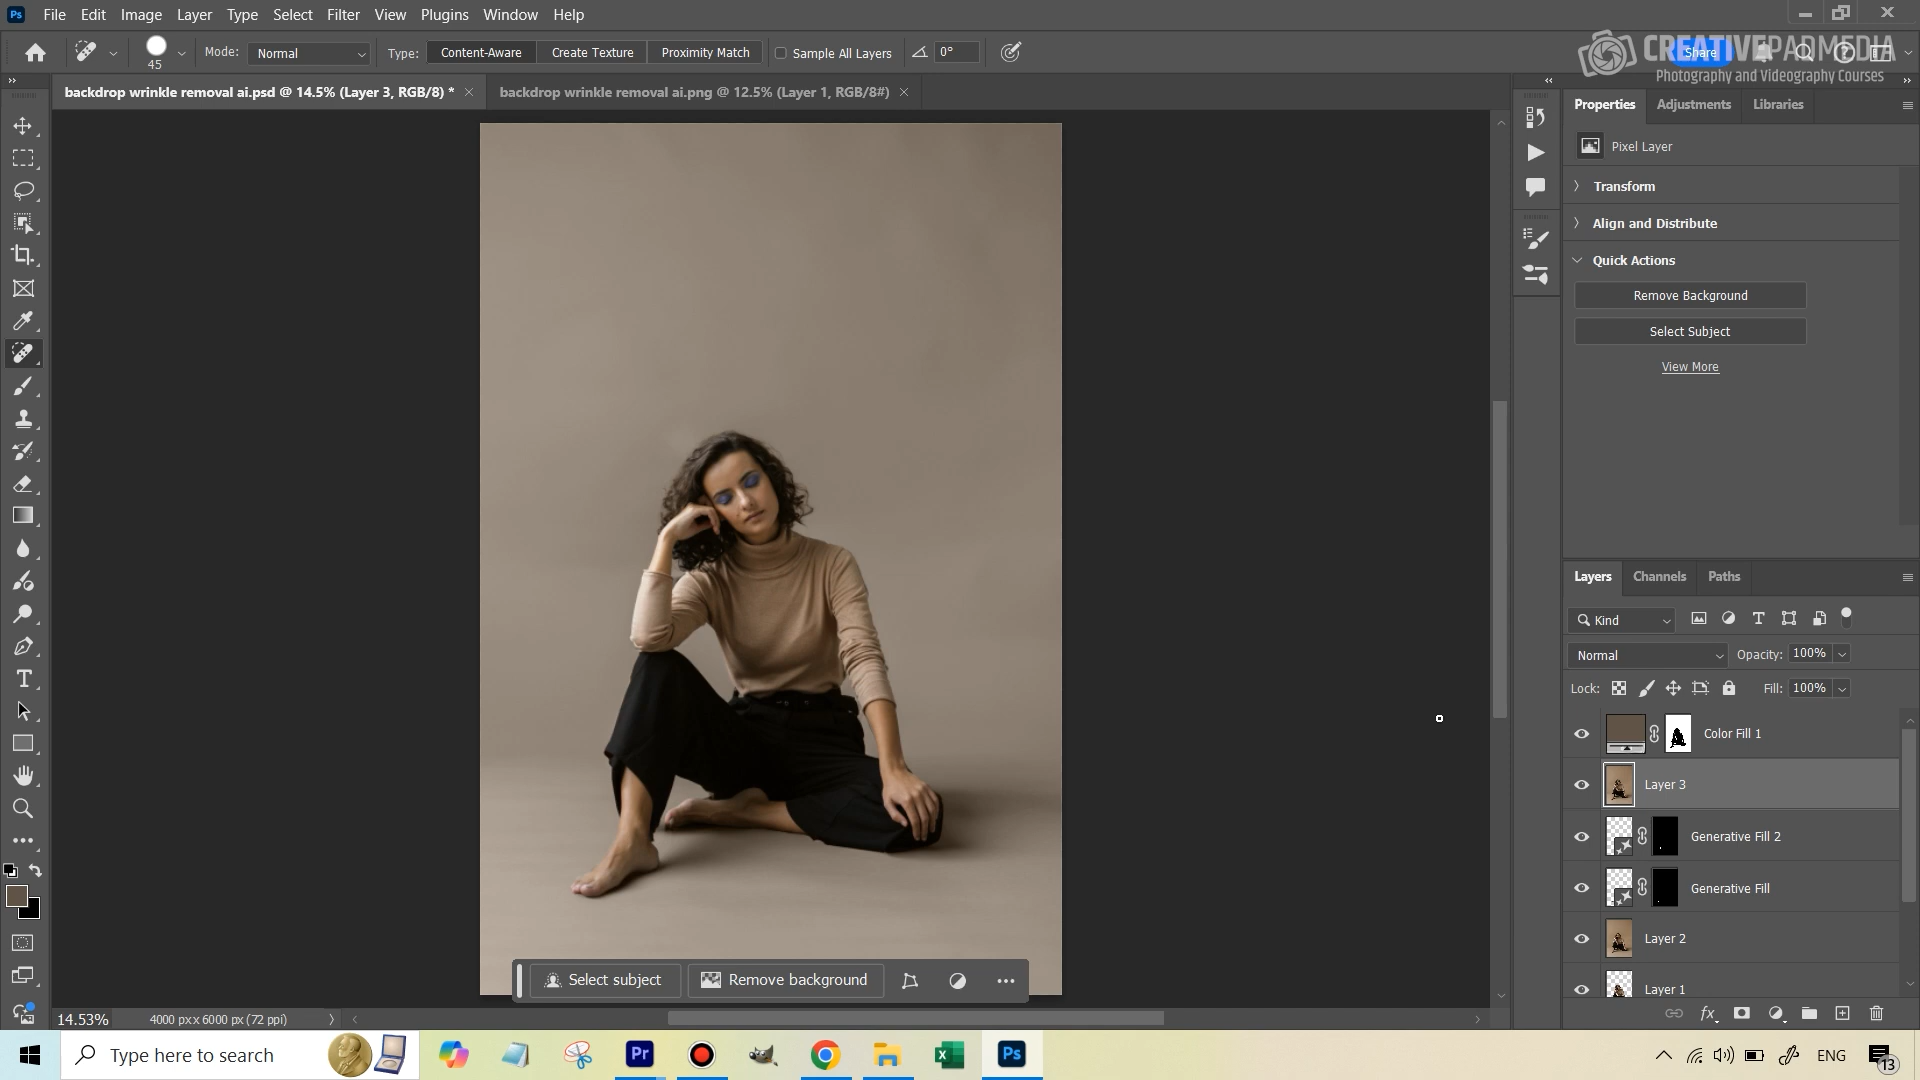 File Edit Image Layer Type Select Filter View Plugins Window Help
45
Mode: Normal
Type: Content-Aware Create Texture Proximity Match
Sample All Layers
0°
Share
CREATIVEPADMEDIA
Photography and Videography Courses
backdrop wrinkle removal ai.psd @ 14.5% (Layer 3, RGB/8) *
backdrop wrinkle removal ai.png @ 12.5% (Layer 1, RGB/8#)
Properties Adjustments Libraries
Pixel Layer
Transform
Align and Distribute
Quick Actions
Remove Background
Select Subject
View More
Layers Channels Paths
Kind
Normal
Opacity: 100%
Lock:
Fill: 100%
Color Fill 1
Layer 3
Generative Fill 2
Generative Fill
Layer 2
Layer 1
Select subject
Remove background
14.53%
4000 px x 6000 px (72 ppi)
Type here to search
Pr
Ps
ENG
13